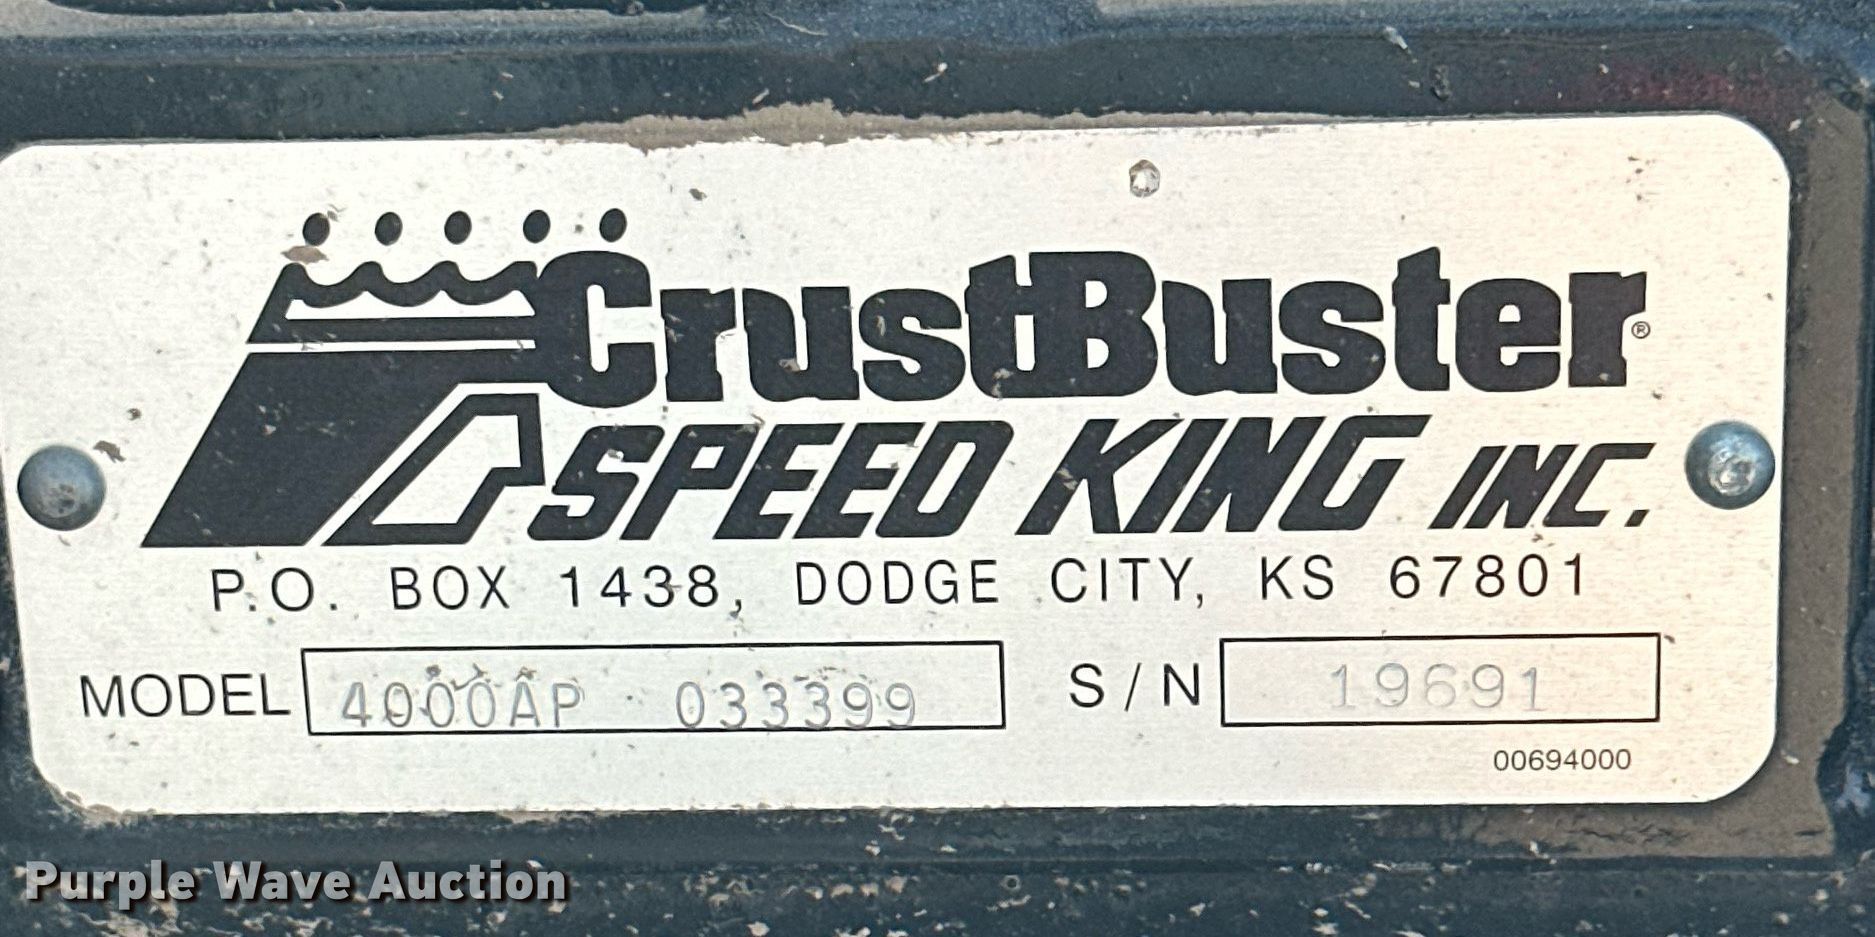 CrustBuster®
SPEED KING INC.
P.O. BOX 1438, DODGE CITY, KS 67801
MODEL 4000AP 033399 S/N 19691
00694000
Purple Wave Auction